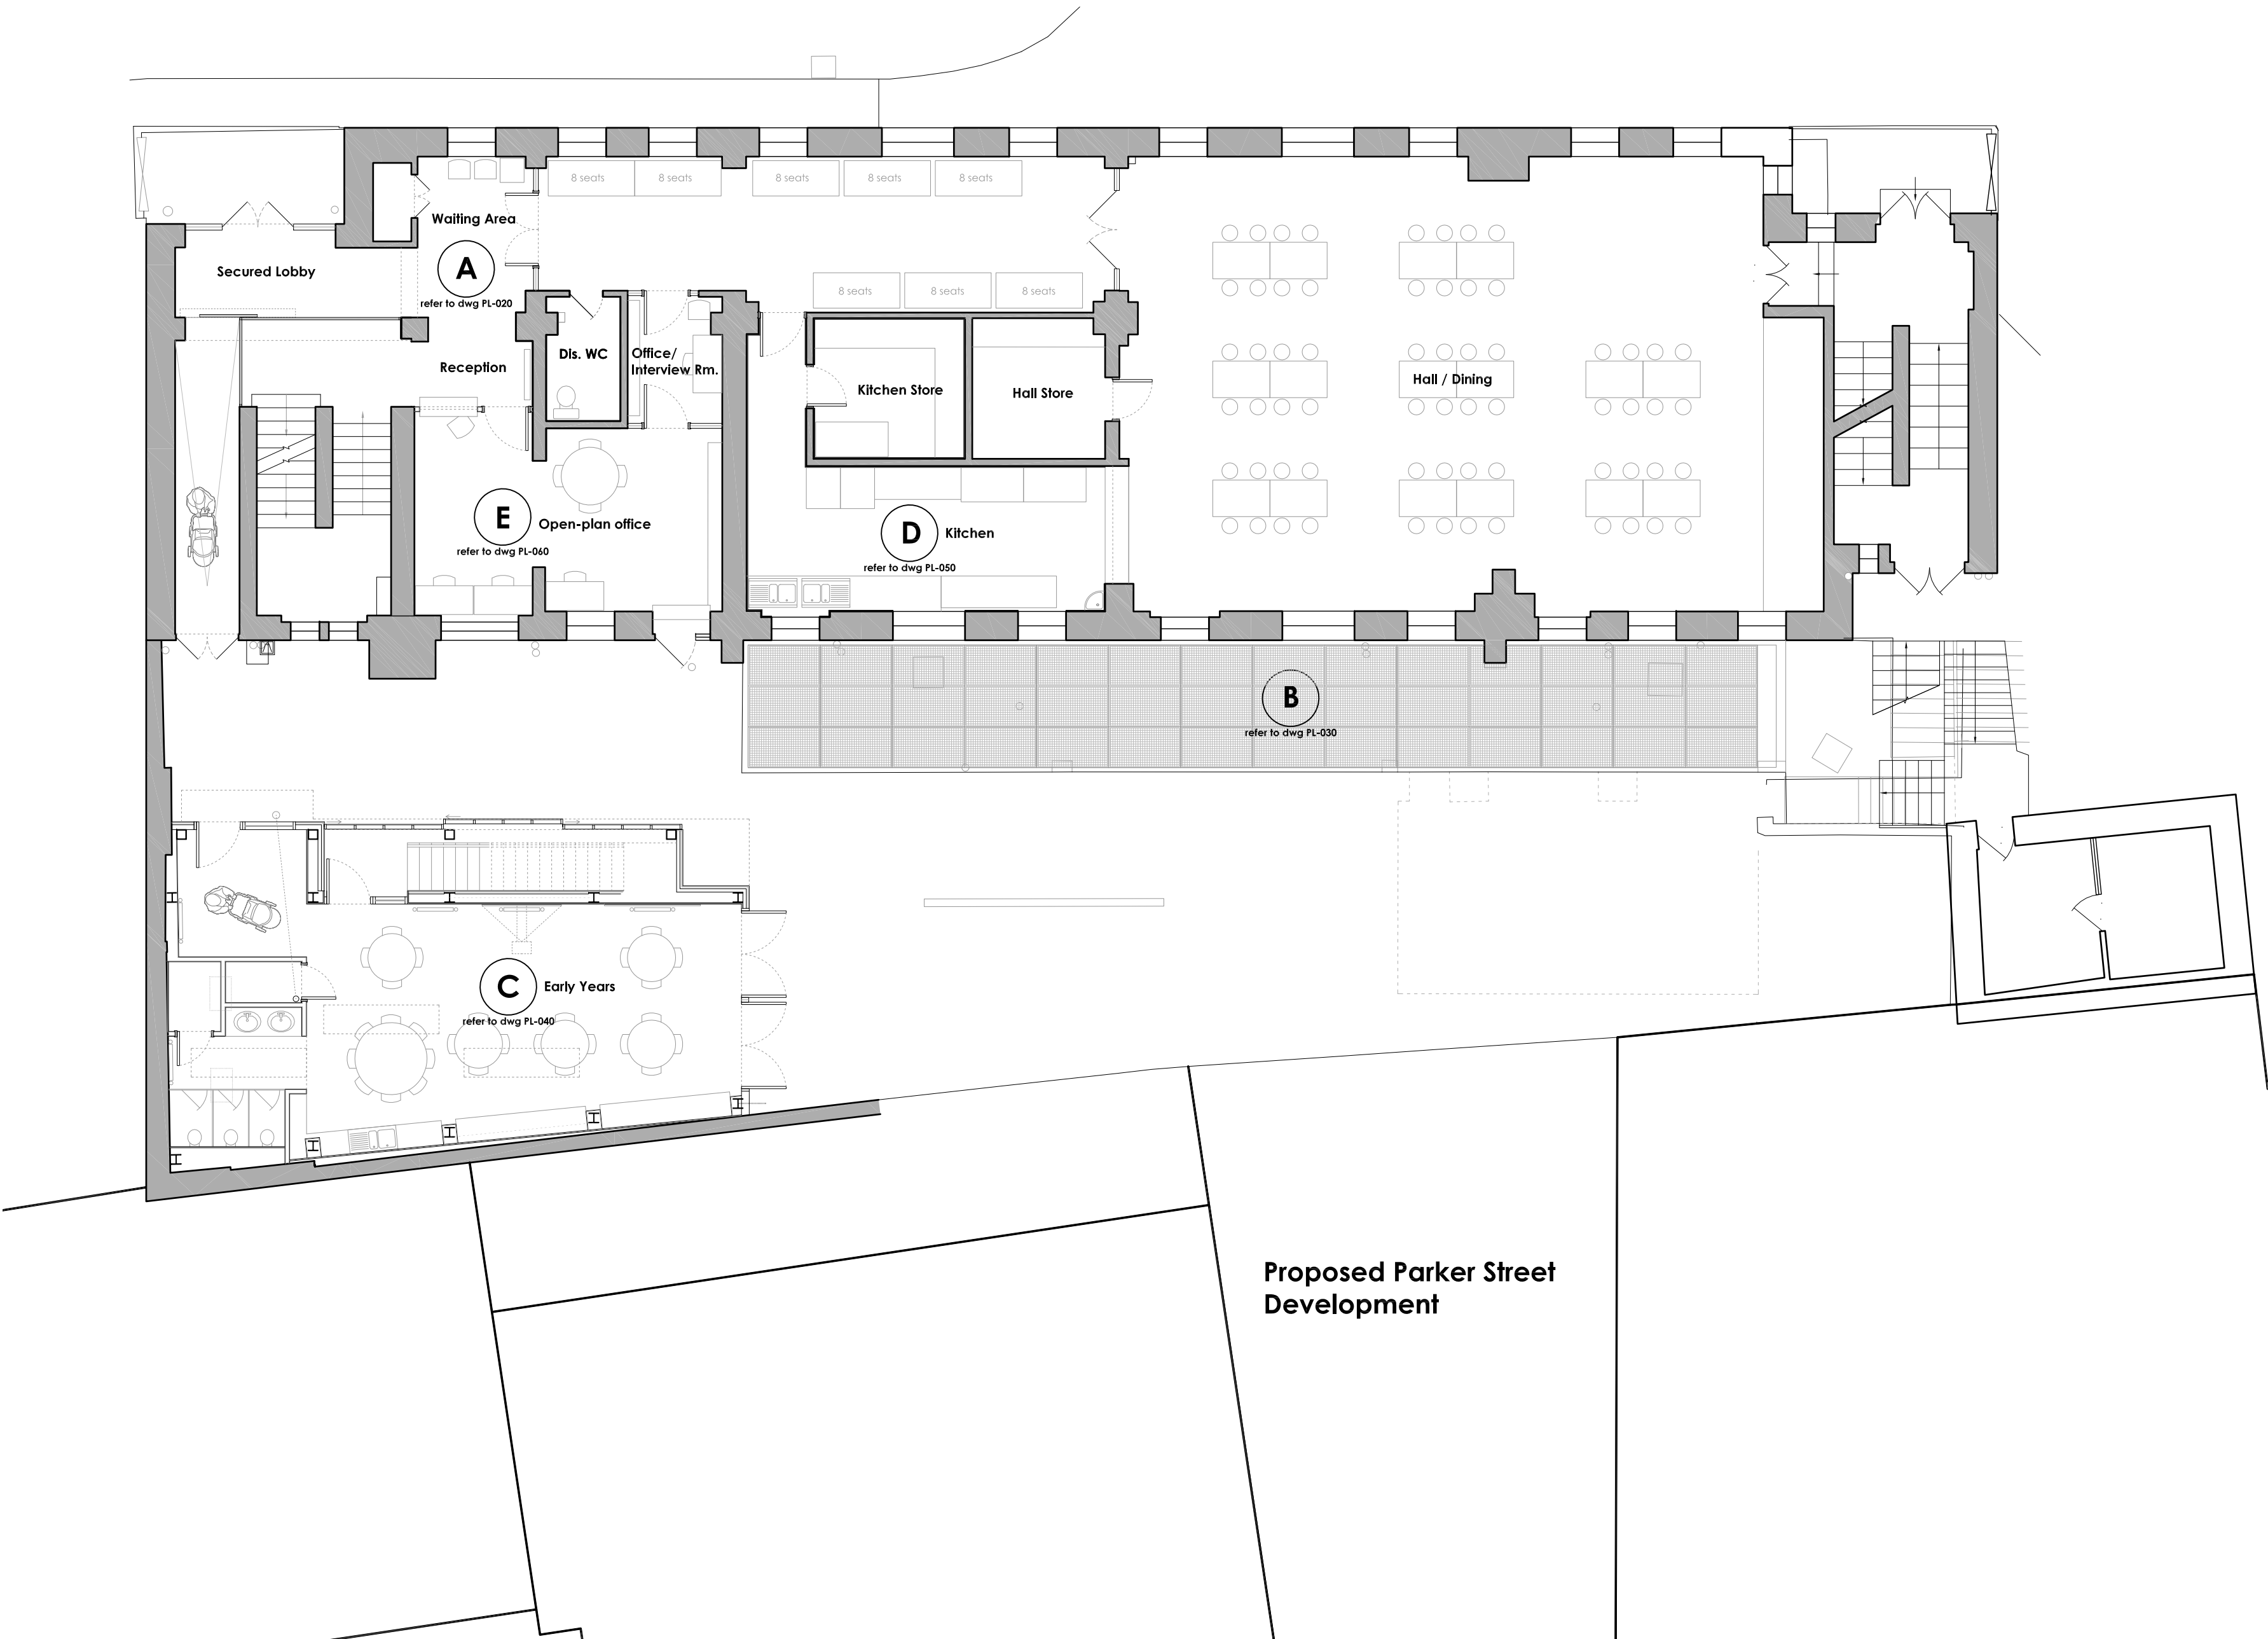 8 seats
8 seats
8 seats
8 seats
8 seats
Waiting Area
A
refer to dwg PL-020
Secured Lobby
8 seats
8 seats
8 seats
Reception
Dis. WC
Office/
Interview Rm.
Kitchen Store
Hall Store
Hall / Dining
E
Open-plan office
refer to dwg PL-060
D
Kitchen
refer to dwg PL-050
B
refer to dwg PL-030
C
Early Years
refer to dwg PL-040
Proposed Parker Street
Development